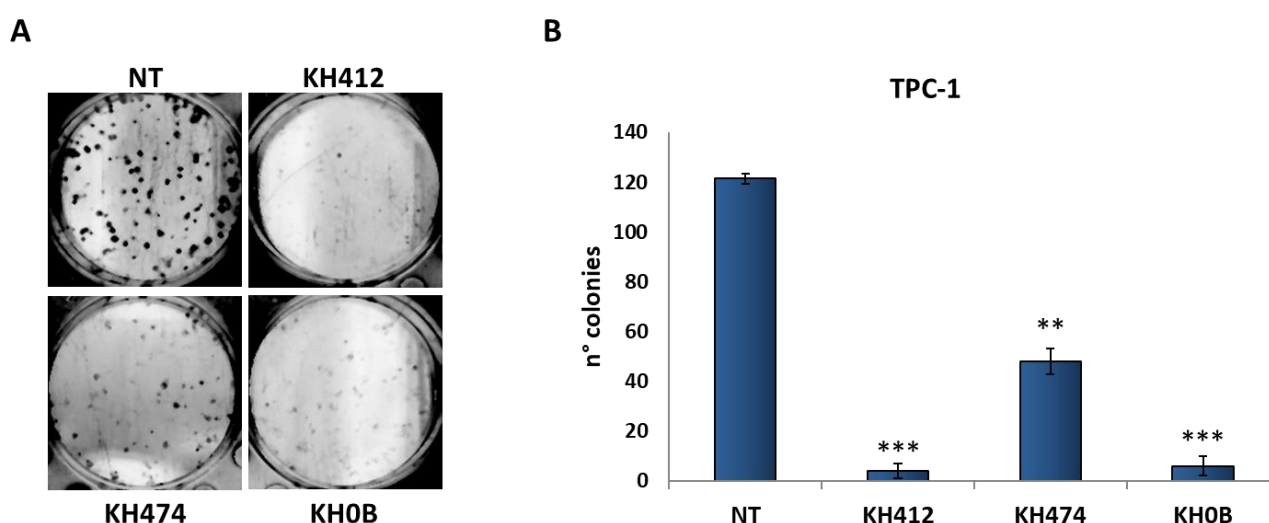 A
NT KH412
KH474 KH0B
B
TPC-1
n° colonies
140
120
100
80
60
40
20
0
***
**
***
NT KH412 KH474 KH0B